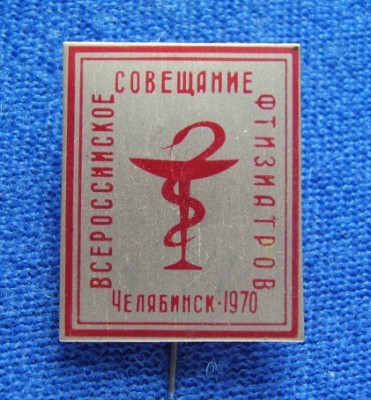 ВСЕРОССИЙСКОЕ
СОВЕЩАНИЕ
ФТИЗИАТРОВ
ЧЕЛЯБИНСК·1970